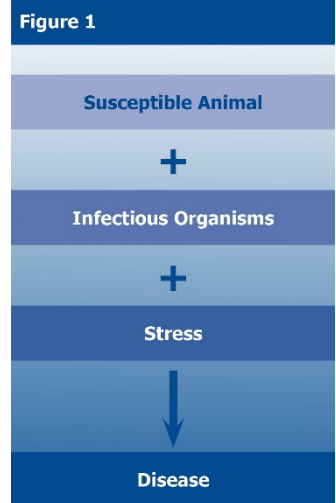 Figure 1
Susceptible Animal
+
Infectious Organisms
+
Stress
Disease